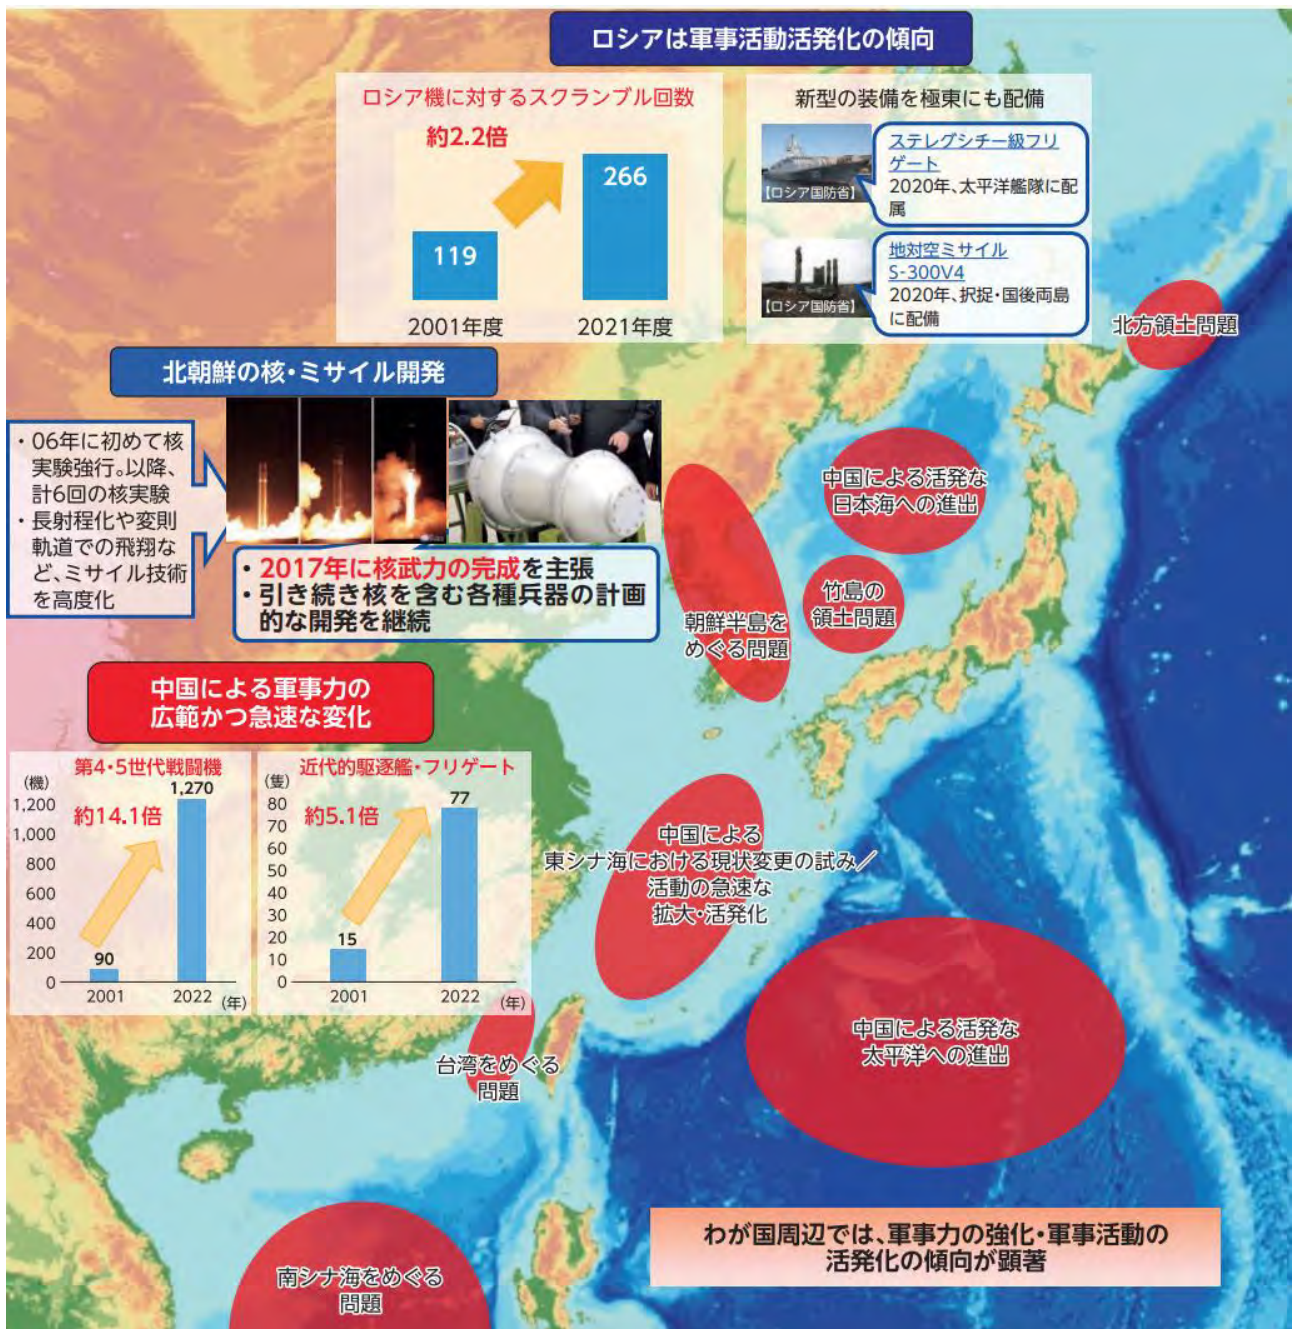 ロシアは軍事活動活発化の傾向
ロシア機に対するスクランブル回数
約2.2倍
266
119
2001年度
2021年度
新型の装備を極東にも配備
【ロシア国防省】
ステレグシチー級フリ
ゲート
2020年、太平洋艦隊に配
属
【ロシア国防省】
地対空ミサイル
S-300V4
2020年、択捉・国後両島
に配備
北方領土問題
北朝鮮の核・ミサイル開発
・06年に初めて核
実験強行。以降、
計6回の核実験
・長射程化や変則
軌道での飛翔な
ど、ミサイル技術
を高度化
・2017年に核武力の完成を主張
・引き続き核を含む各種兵器の計画
的な開発を継続
中国による活発な
日本海への進出
竹島の
領土問題
朝鮮半島を
めぐる問題
中国による軍事力の
広範かつ急速な変化
第4・5世代戦闘機
(機)
1,270
約14.1倍
1,200
1,000
800
600
400
200
0
90
2001
2022
(年)
近代的駆逐艦・フリゲート
(隻)
77
約5.1倍
80
70
60
50
40
30
20
10
0
15
2001
2022
(年)
中国による
東シナ海における現状変更の試み／
活動の急速な
拡大・活発化
中国による活発な
太平洋への進出
台湾をめぐる
問題
南シナ海をめぐる
問題
わが国周辺では、軍事力の強化・軍事活動の
活発化の傾向が顕著